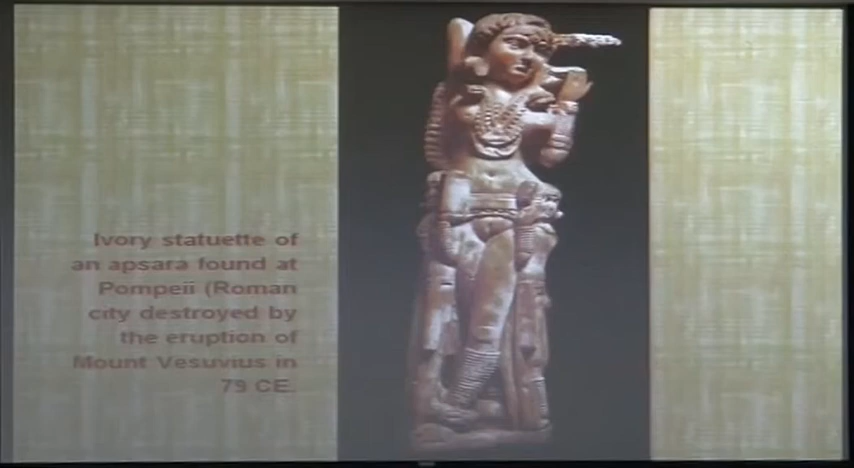 Ivory statuette of
an apsara found at
Pompeii (Roman
city destroyed by
the eruption of
Mount Vesuvius in
79 CE.